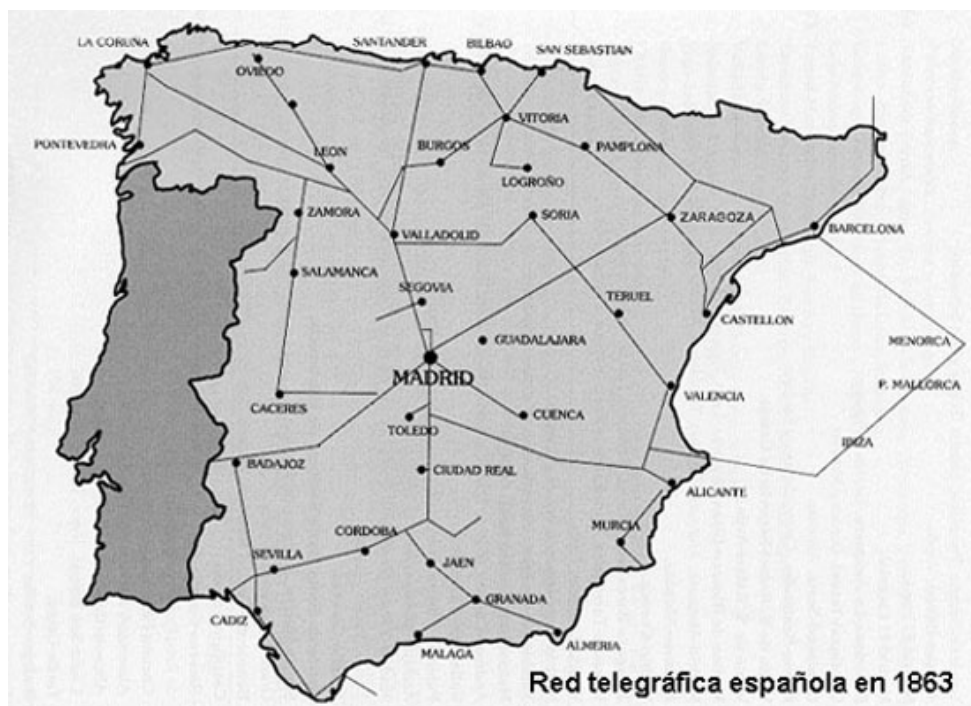 LA CORUÑA
SANTANDER
BILBAO
SAN SEBASTIAN
OVIEDO
VITORIA
PONTEVEDRA
LEON
BURGOS
PAMPLONA
LOGROÑO
ZAMORA
SORIA
ZARAGOZA
VALLADOLID
BARCELONA
SALAMANCA
SEGOVIA
TERUEL
CASTELLON
GUADALAJARA
MENORCA
MADRID
P. MALLORCA
CACERES
VALENCIA
TOLEDO
CUENCA
IBIZA
BADAJOZ
CIUDAD REAL
ALICANTE
CORDOBA
MURCIA
SEVILLA
JAEN
GRANADA
CADIZ
ALMERIA
MALAGA
Red telegráfica española en 1863